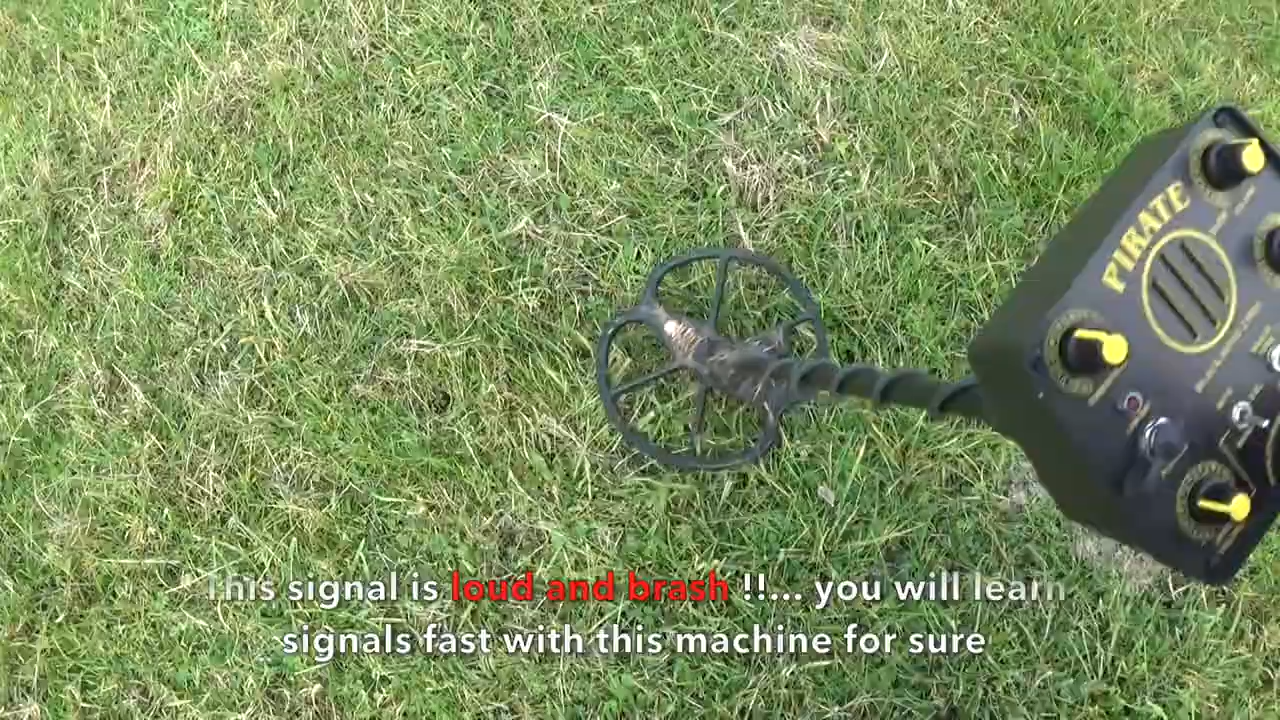 PIRATE
This signal is loud and brash !!... you will learn
signals fast with this machine for sure